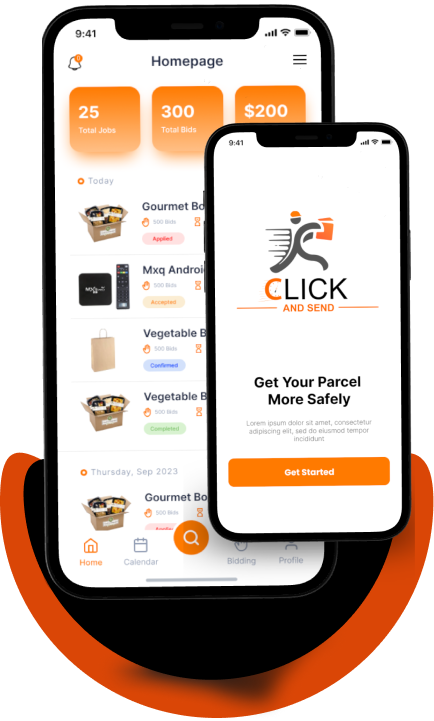 9:41
Homepage
25
Total Jobs
300
Total Bids
$200
Today
Gourmet Bo
500 Bids
Applied
Mxq Androi
500 Bids
Accepted
Vegetable B
500 Bids
Confirmed
Vegetable B
500 Bids
Completed
Thursday, Sep 2023
Gourmet Bo
500 Bids
Home
Calendar
Bidding
Profile
9:41
CLICK
AND SEND
Get Your Parcel
More Safely
Lorem ipsum dolor sit amet, consectetur
adipiscing elit, sed do eiusmod tempor
incididunt
Get Started